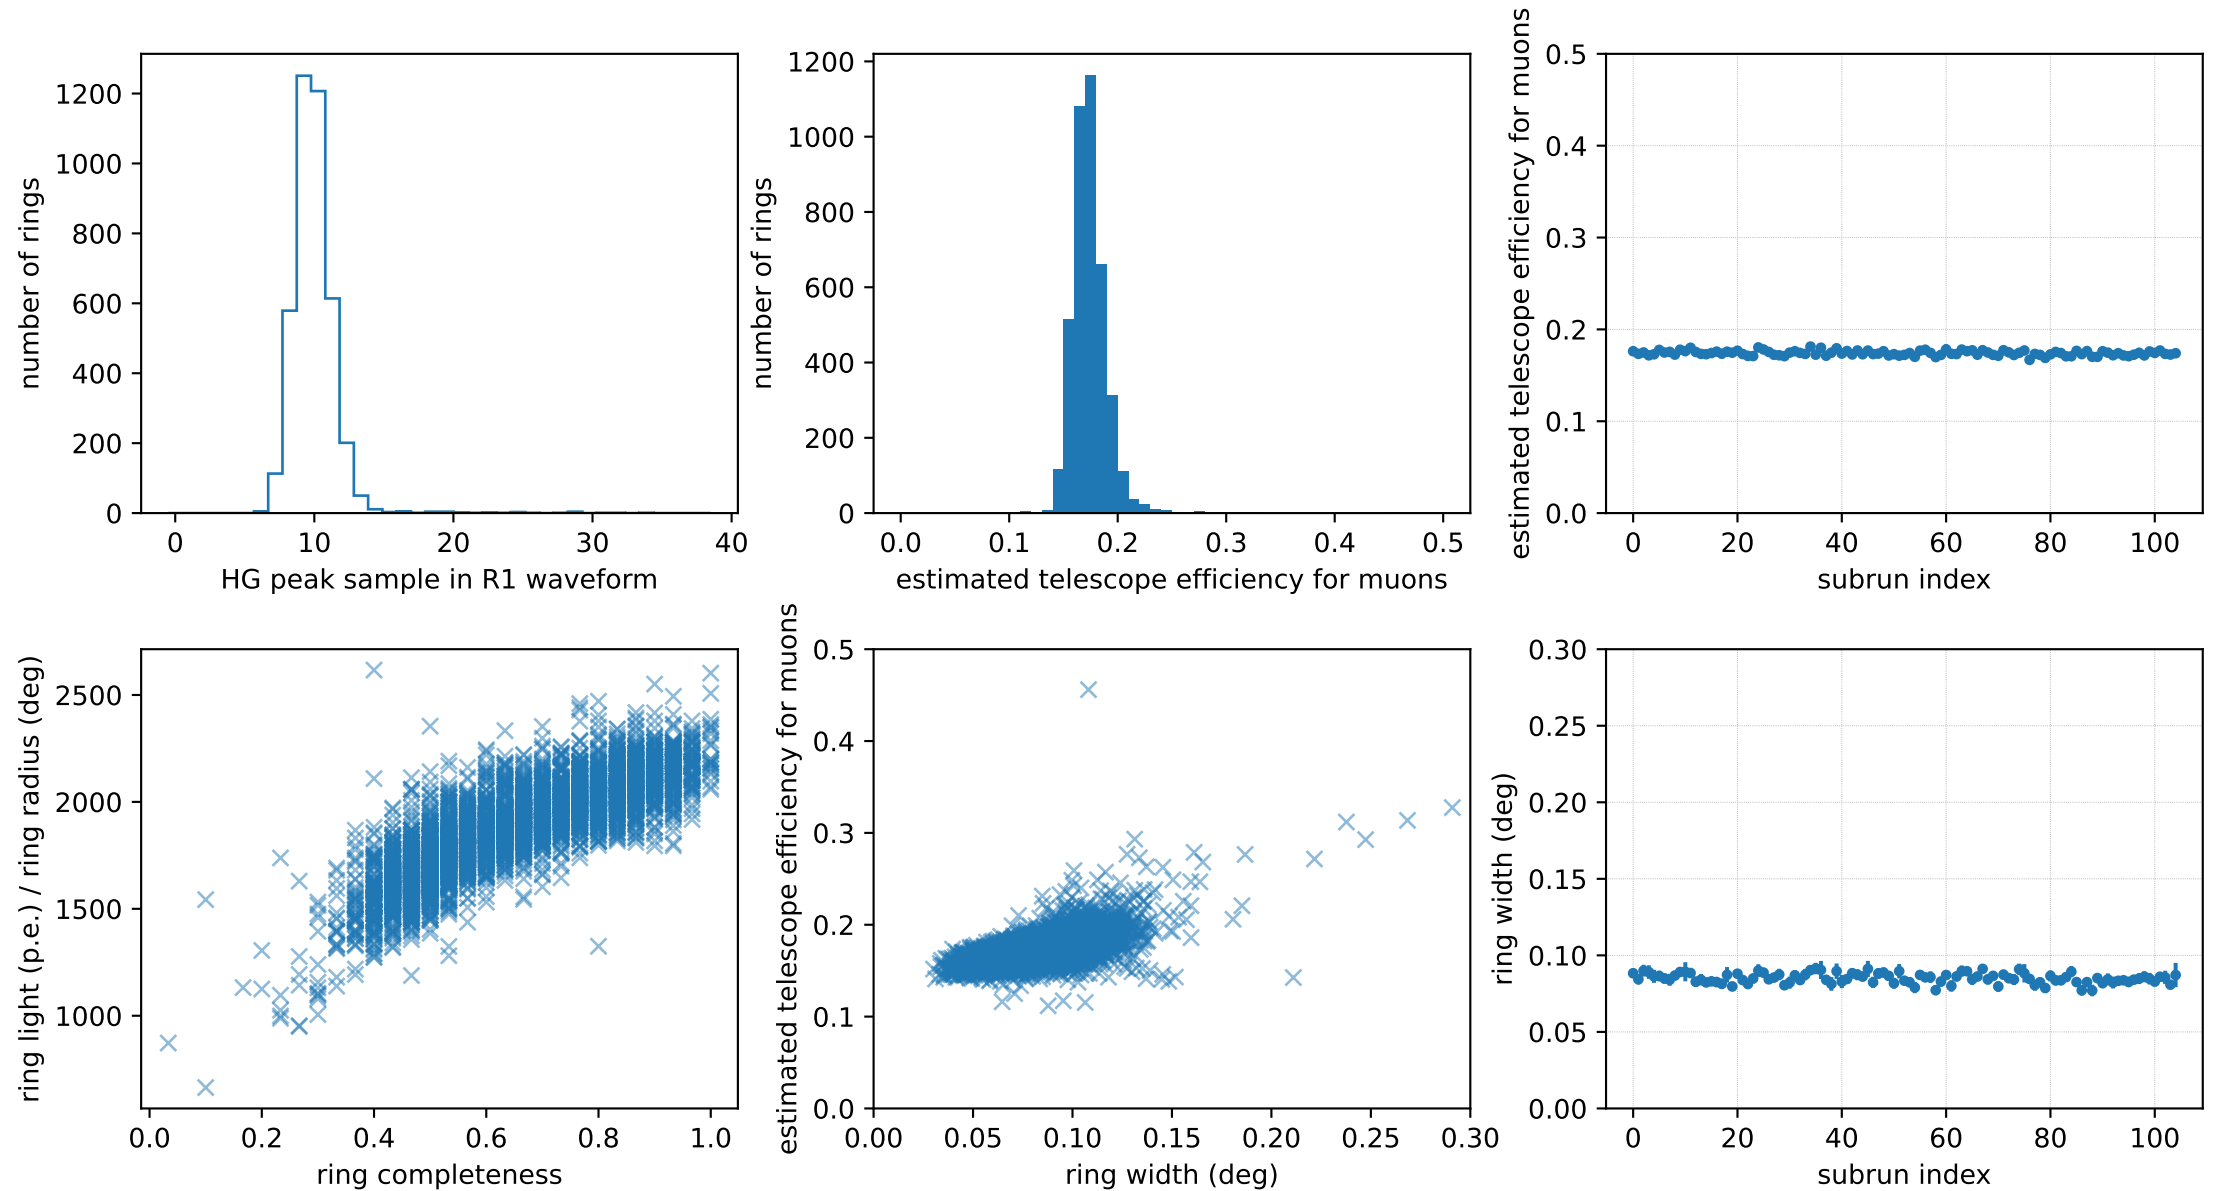 number of rings
1200
1000
800
600
400
200
0
0 10 20 30 40
HG peak sample in R1 waveform
number of rings
1200
1000
800
600
400
200
0
0.0 0.1 0.2 0.3 0.4 0.5
estimated telescope efficiency for muons
estimated telescope efficiency for muons
0.5
0.4
0.3
0.2
0.1
0.0
0 20 40 60 80 100
subrun index
ring light (p.e.) / ring radius (deg)
2500
2000
1500
1000
0.0 0.2 0.4 0.6 0.8 1.0
ring completeness
estimated telescope efficiency for muons
0.5
0.4
0.3
0.2
0.1
0.0
0.00 0.05 0.10 0.15 0.20 0.25 0.30
ring width (deg)
ring width (deg)
0.30
0.25
0.20
0.15
0.10
0.05
0.00
0 20 40 60 80 100
subrun index